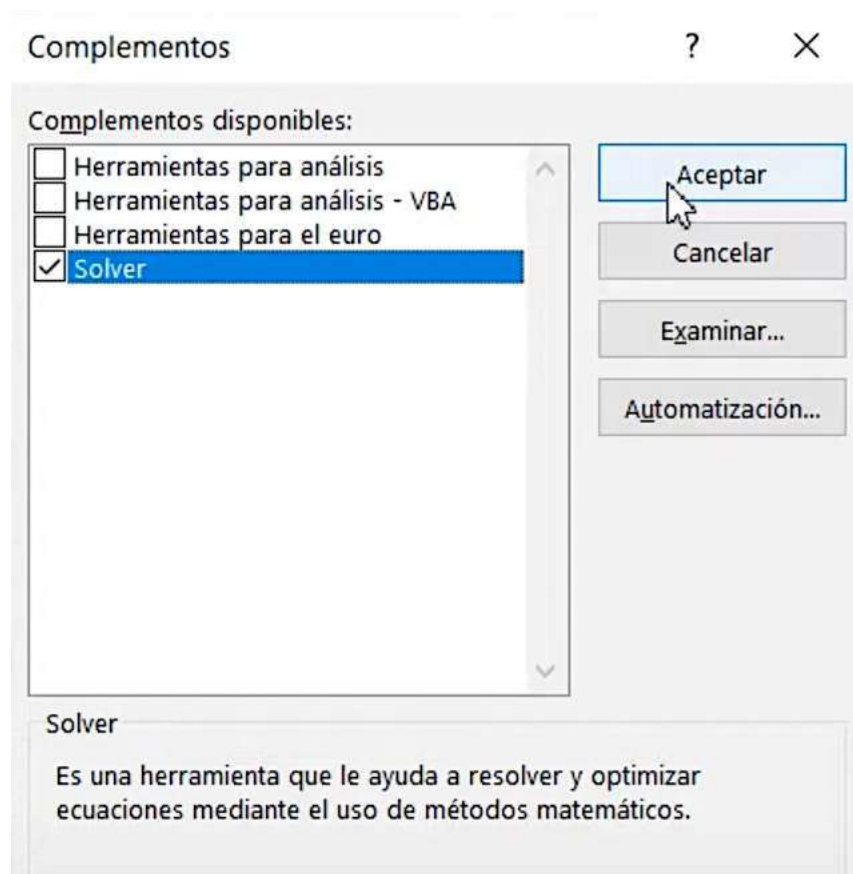 Complementos
?
Complementos disponibles:
Herramientas para análisis
Herramientas para análisis - VBA
Herramientas para el euro
Solver
Aceptar
Cancelar
Examinar...
Automatización...
Solver
Es una herramienta que le ayuda a resolver y optimizar
ecuaciones mediante el uso de métodos matemáticos.